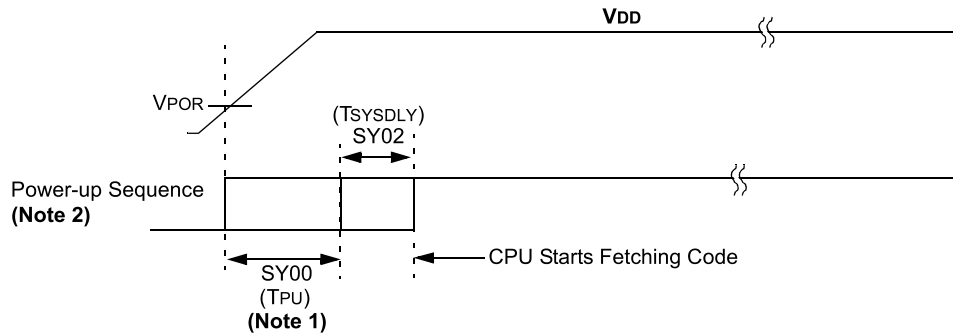 VDD
VPOR
(TSYSDLY)
SY02
Power-up Sequence
(Note 2)
CPU Starts Fetching Code
SY00
(TPU)
(Note 1)